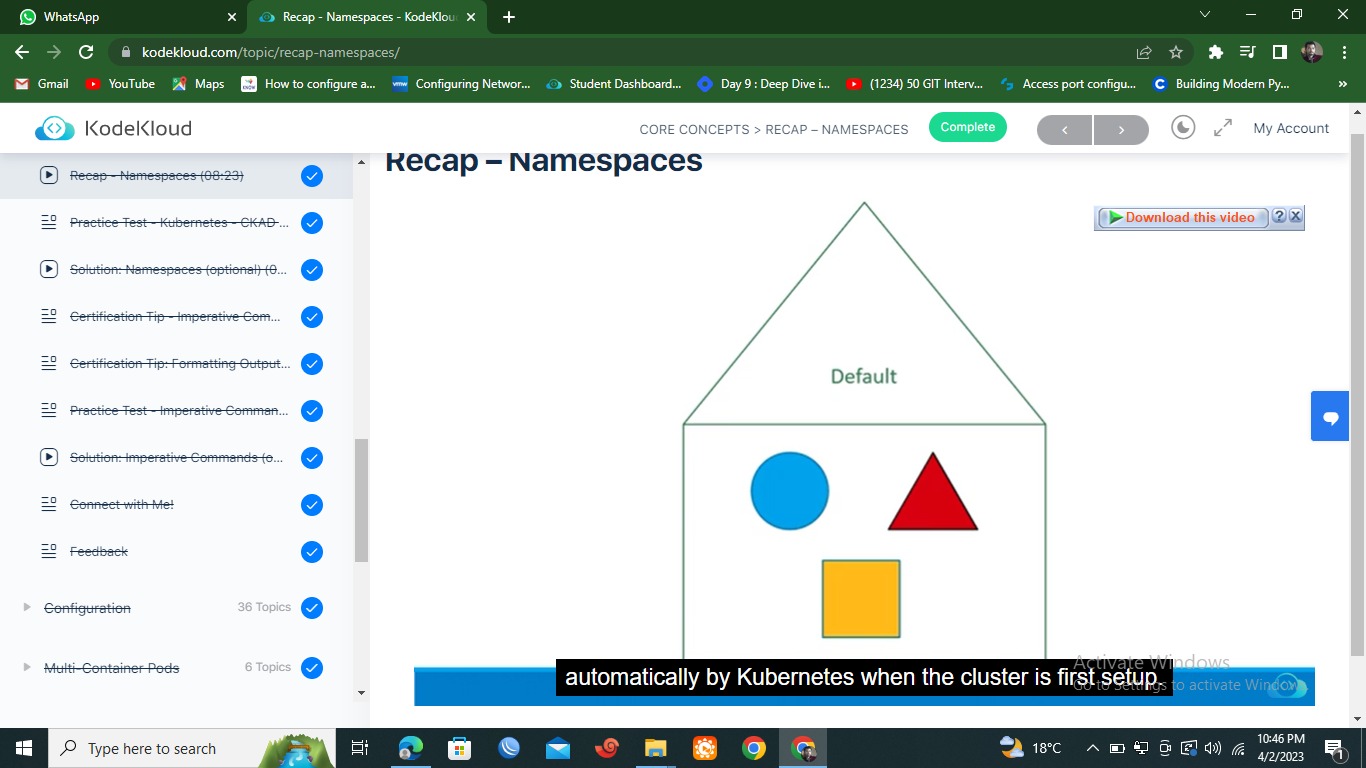 WhatsApp
Recap - Namespaces - KodeKlou
kodekloud.com/topic/recap-namespaces/
Gmail YouTube Maps How to configure a... Configuring Networ... Student Dashboard... Day 9 : Deep Dive i... (1234) 50 GIT Interv... Access port configu... Building Modern Py... »
KodeKloud
CORE CONCEPTS > RECAP – NAMESPACES
Complete
My Account
Recap - Namespaces (08:23)
Practice Test - Kubernetes - CKAD ...
Solution: Namespaces (optional) (0...
Certification Tip - Imperative Com...
Certification Tip: Formatting Output...
Practice Test - Imperative Comman...
Solution: Imperative Commands (o...
Connect with Me!
Feedback
Configuration 36 Topics
Multi-Container Pods 6 Topics
Recap – Namespaces
Download this video ? X
Default
automatically by Kubernetes when the cluster is first setup.
Activate Windows
Go to Settings to activate Windows.
Type here to search
18°C
10:46 PM
4/2/2023
1